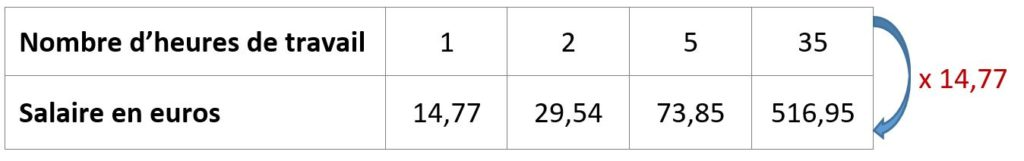 Nombre d’heures de travail 1 2 5 35
Salaire en euros 14,77 29,54 73,85 516,95
x 14,77